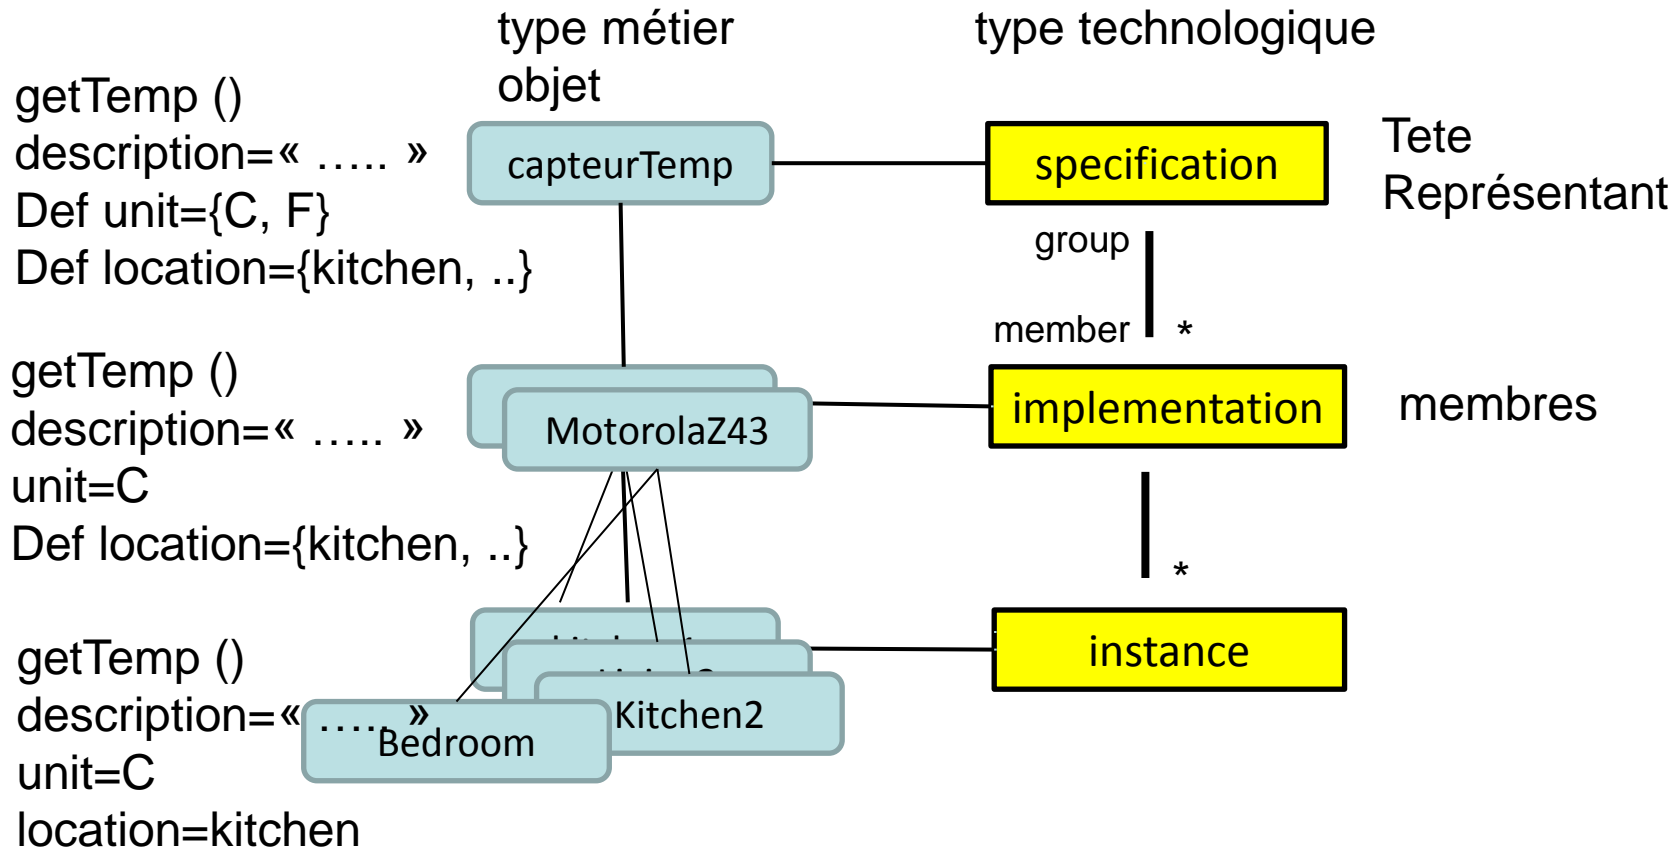 type métier
objet
type technologique
getTemp ()
description=« ….. »
Def unit={C, F}
Def location={kitchen, ..}
capteurTemp
specification
Tete
Représentant
group
member
*
getTemp ()
description=« ….. »
unit=C
Def location={kitchen, ..}
MotorolaZ43
implementation
membres
*
getTemp ()
description=« ….. »
unit=C
location=kitchen
instance
Kitchen2
Bedroom